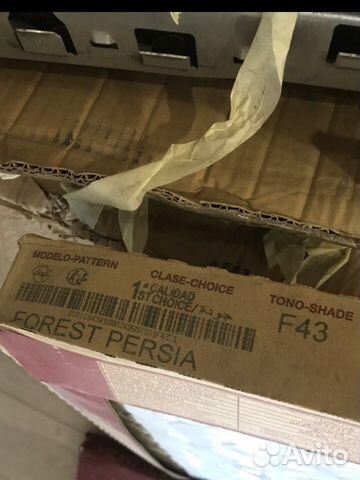 MODELO-PATTERN
CLASE-CHOICE
TONO-SHADE
1ª CALIDAD
1ST CHOICE/
F43
FOREST PERSIA
Avito